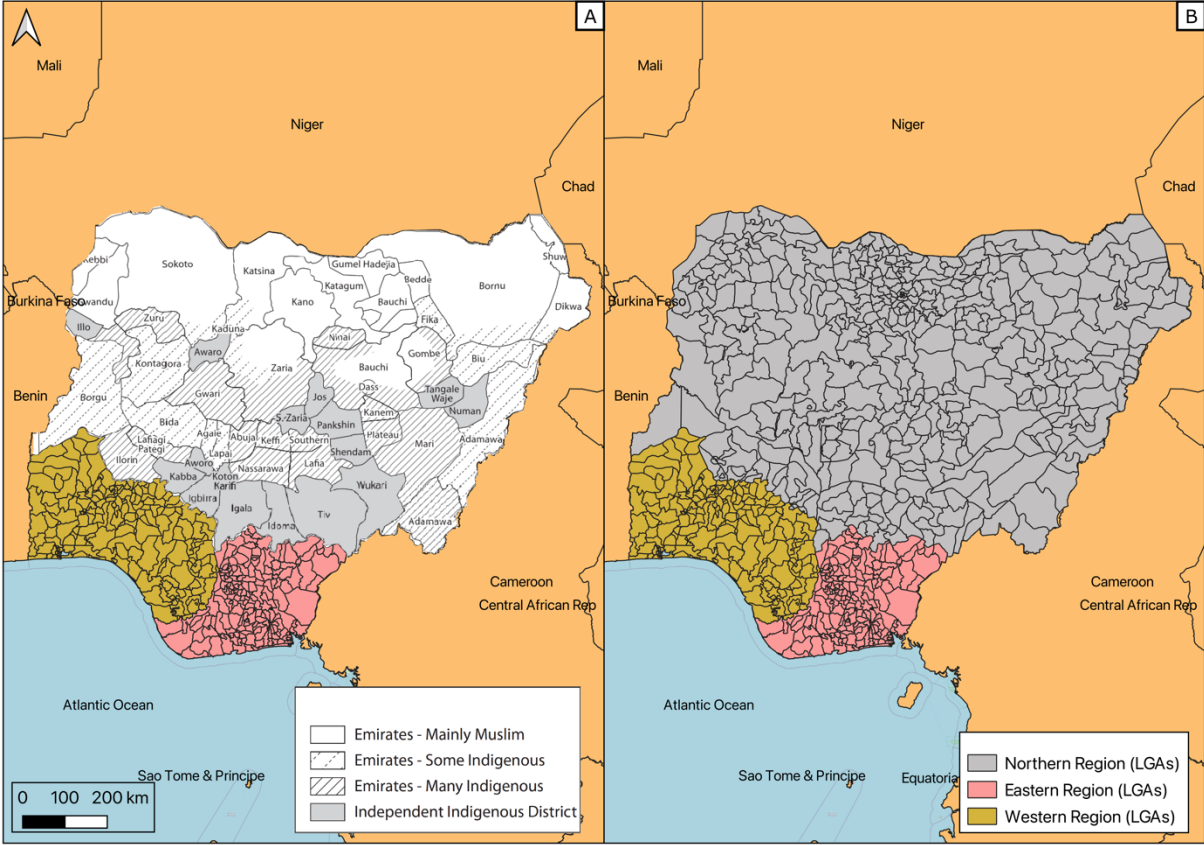 A
Mali
Niger
Chad
Kebbi
Sokoto
Katsina
Gumel Hadejia
Katagum
Bedde
Bornu
Shuw
Burkina Faso
wandu
Kano
Bauchi
Dikwa
Illo
Zuru
Kaduna
Fika
Awaro
Ninai
Kontagora
Zaria
Bauchi
Gombe
Biu
Benin
Borgu
Gwari
Dass
Tangale
Waje
Jos
Kanem
Numan
Bida
S.-Zaria
Pankshin
Lafiagi
Pategi
Agaie
Abuja
Keffi
Southern
Plateau
Mari
Adamawa
Ilorin
Lapai
Shendam
Aworo
Nassarawa
Lafia
Kabba
Koton
Karifi
Wukari
Igbirra
Igala
Tiv
Idoma
Adamawa
Cameroon
Central African Rep
Atlantic Ocean
Sao Tome & Principe
0 100 200 km
Emirates - Mainly Muslim
Emirates - Some Indigenous
Emirates - Many Indigenous
Independent Indigenous District
B
Mali
Niger
Chad
Burkina Faso
Benin
Cameroon
Central African Rep
Atlantic Ocean
Sao Tome & Principe
Equatoria
Northern Region (LGAs)
Eastern Region (LGAs)
Western Region (LGAs)